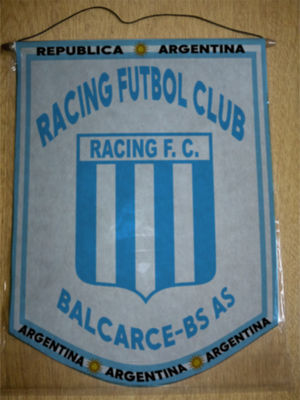 REPUBLICA ARGENTINA
RACING FUTBOL CLUB
RACING F. C.
BALCARCE-BS AS
ARGENTINA ARGENTINA ARGENTINA